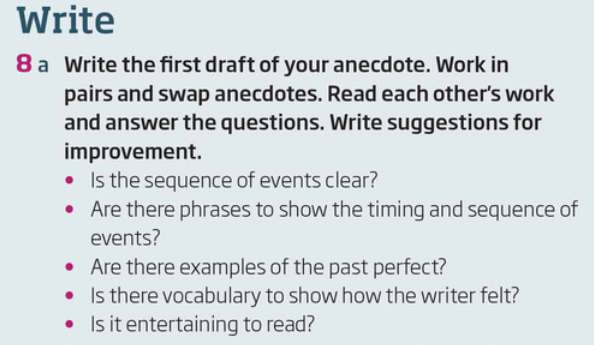 Write
8 a Write the first draft of your anecdote. Work in
pairs and swap anecdotes. Read each other's work
and answer the questions. Write suggestions for
improvement.
• Is the sequence of events clear?
• Are there phrases to show the timing and sequence of
events?
• Are there examples of the past perfect?
• Is there vocabulary to show how the writer felt?
• Is it entertaining to read?